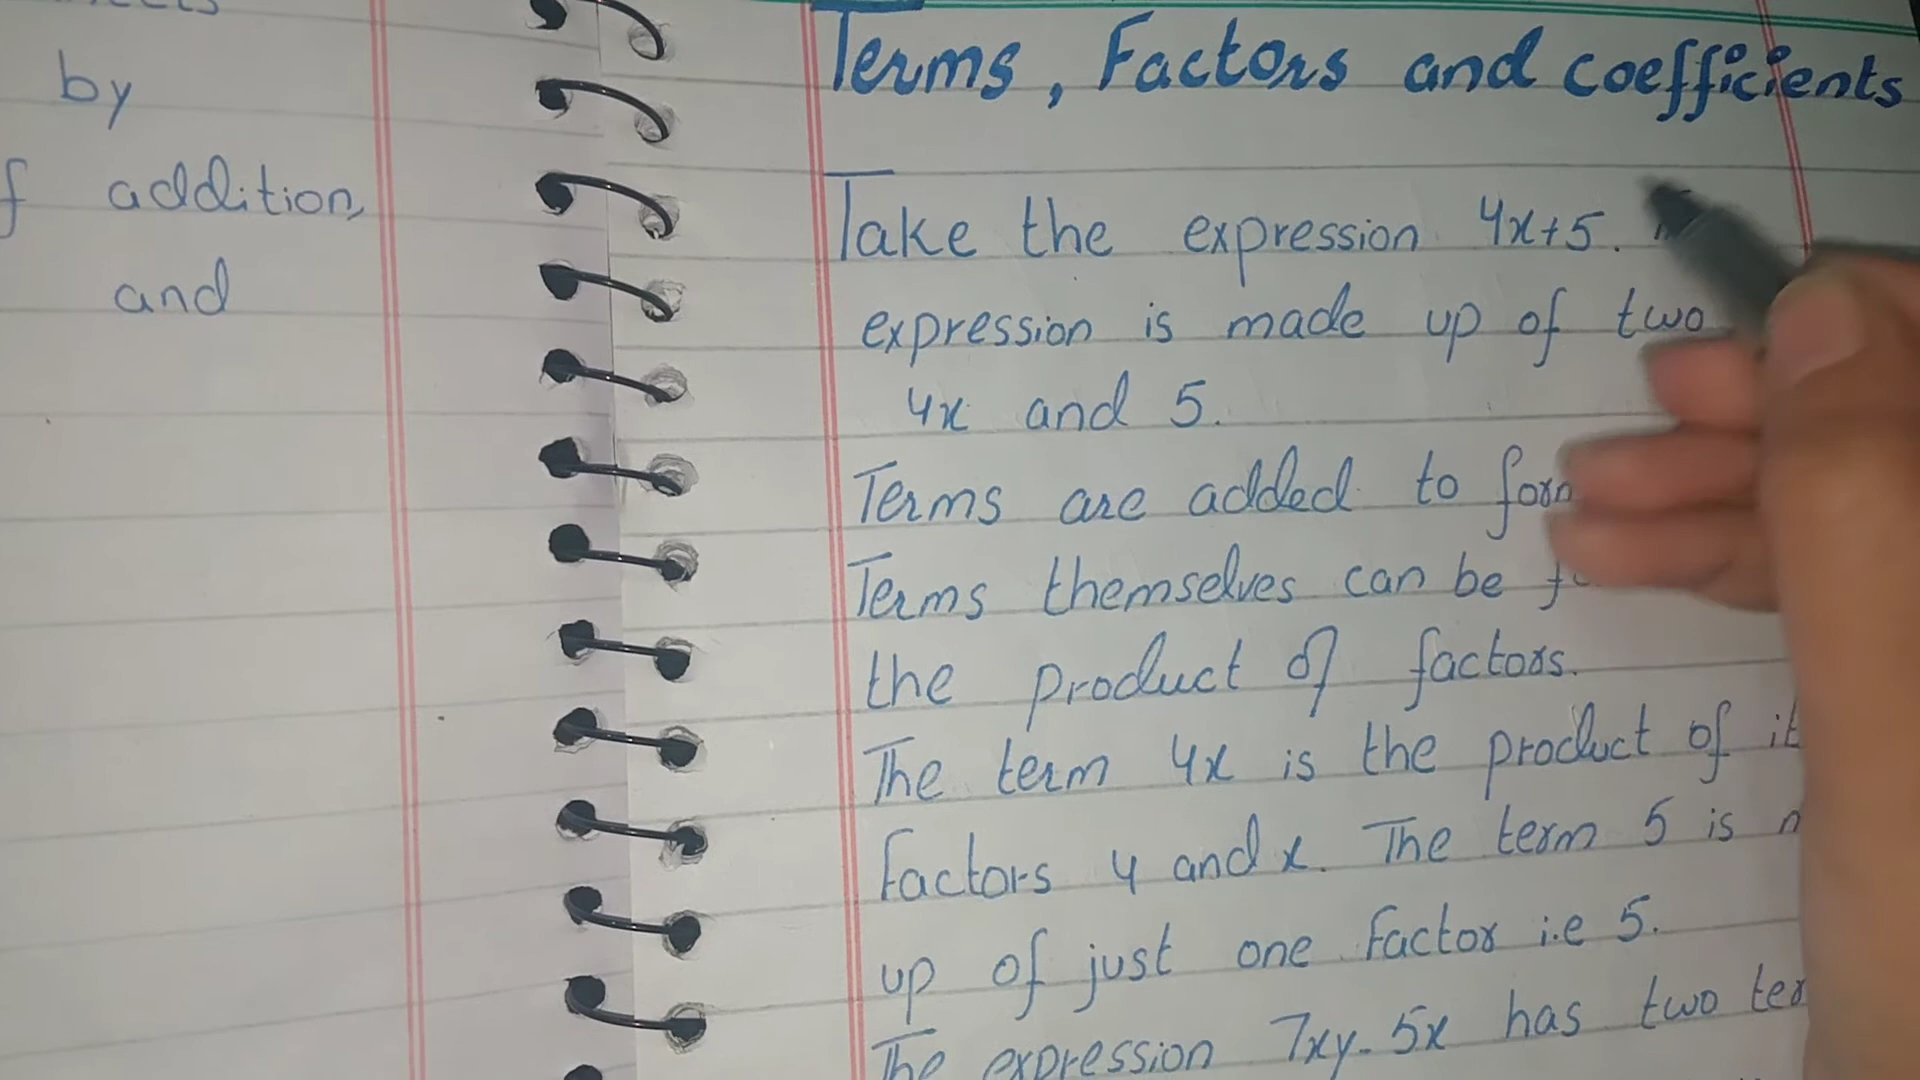 by
addition,
and
Terms, Factors and coefficients
Take the expression 4x+5.
expression is made up of two
4x and 5.
Terms are added to
Terms themselves can be
the product of factors.
The term 4x is the product of
Factors 4 and x. The term 5 is
up of just one factor i.e 5.
The expression 7xy-5x has two